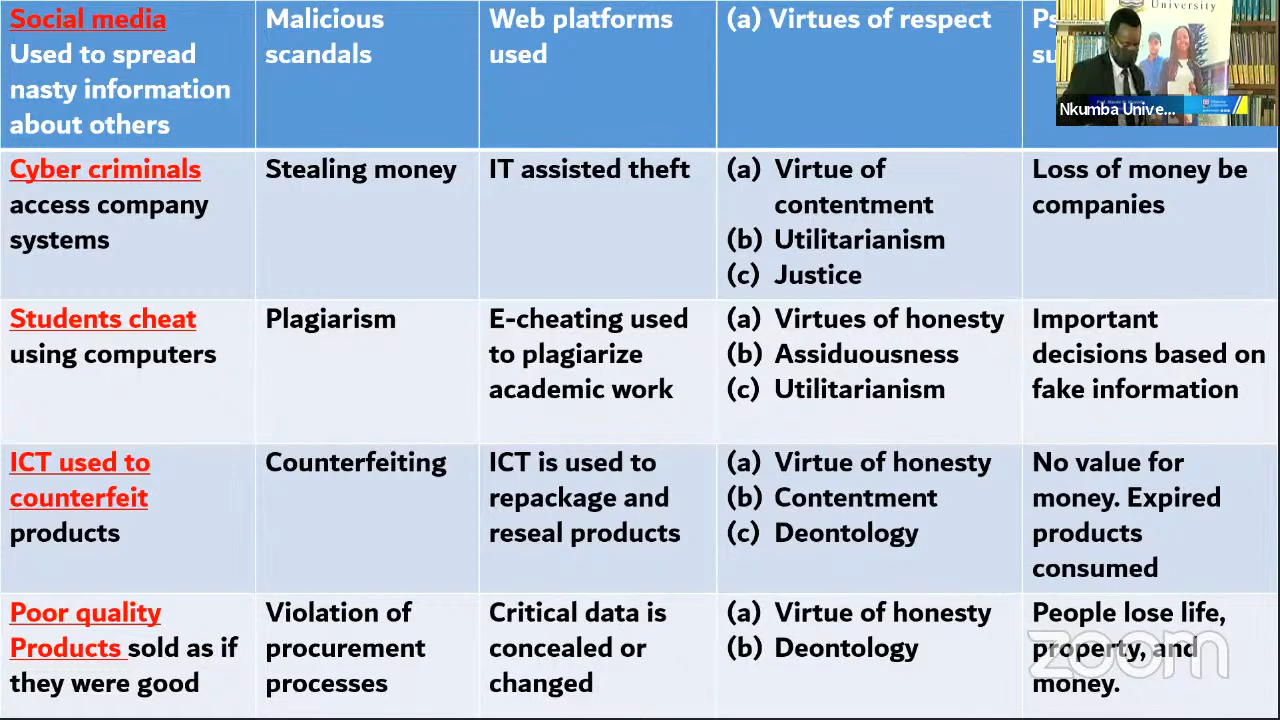 Social media
Used to spread
nasty information
about others
Malicious
scandals
Web platforms
used
(a) Virtues of respect
University
Nkumba Unive...
Cyber criminals
access company
systems
Stealing money
IT assisted theft
(a) Virtue of
contentment
(b) Utilitarianism
(c) Justice
Loss of money be
companies
Students cheat
using computers
Plagiarism
E-cheating used
to plagiarize
academic work
(a) Virtues of honesty
(b) Assiduousness
(c) Utilitarianism
Important
decisions based on
fake information
ICT used to
counterfeit
products
Counterfeiting
ICT is used to
repackage and
reseal products
(a) Virtue of honesty
(b) Contentment
(c) Deontology
No value for
money. Expired
products
consumed
Poor quality
Products sold as if
they were good
Violation of
procurement
processes
Critical data is
concealed or
changed
(a) Virtue of honesty
(b) Deontology
People lose life,
property, and
money.
zoom